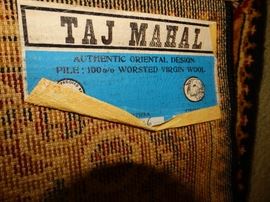 TAJ MAHAL
AUTHENTIC ORIENTAL DESIGN
PILE : 100% WORSTED VIRGIN WOOL